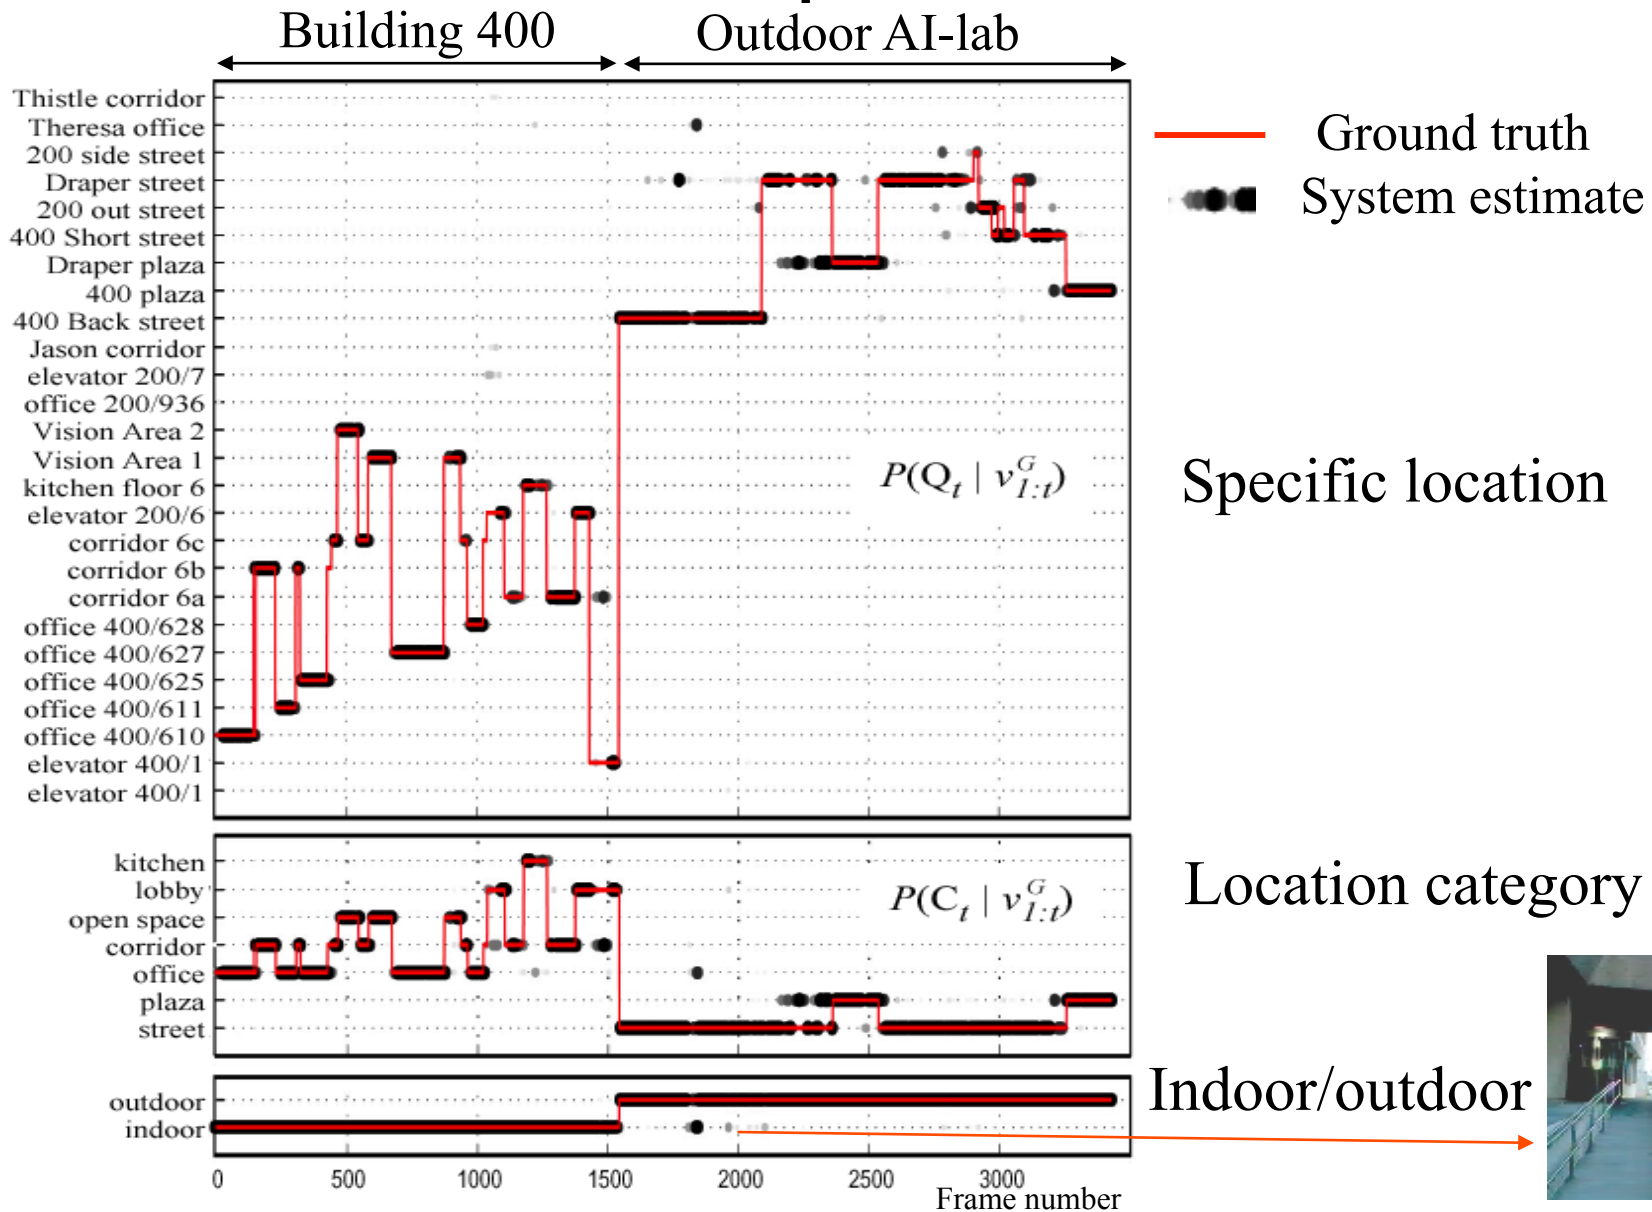 Building 400
Outdoor AI-lab
Thistle corridor
Theresa office
200 side street
Draper street
200 out street
400 Short street
Draper plaza
400 plaza
400 Back street
Jason corridor
elevator 200/7
office 200/936
Vision Area 2
Vision Area 1
kitchen floor 6
elevator 200/6
corridor 6c
corridor 6b
corridor 6a
office 400/628
office 400/627
office 400/625
office 400/611
office 400/610
elevator 400/1
elevator 400/1
P(Q_t | v^G_{1:t})
Ground truth
System estimate
Specific location
kitchen
lobby
open space
corridor
office
plaza
street
P(C_t | v^G_{1:t})
Location category
outdoor
indoor
Indoor/outdoor
0 500 1000 1500 2000 2500 3000
Frame number